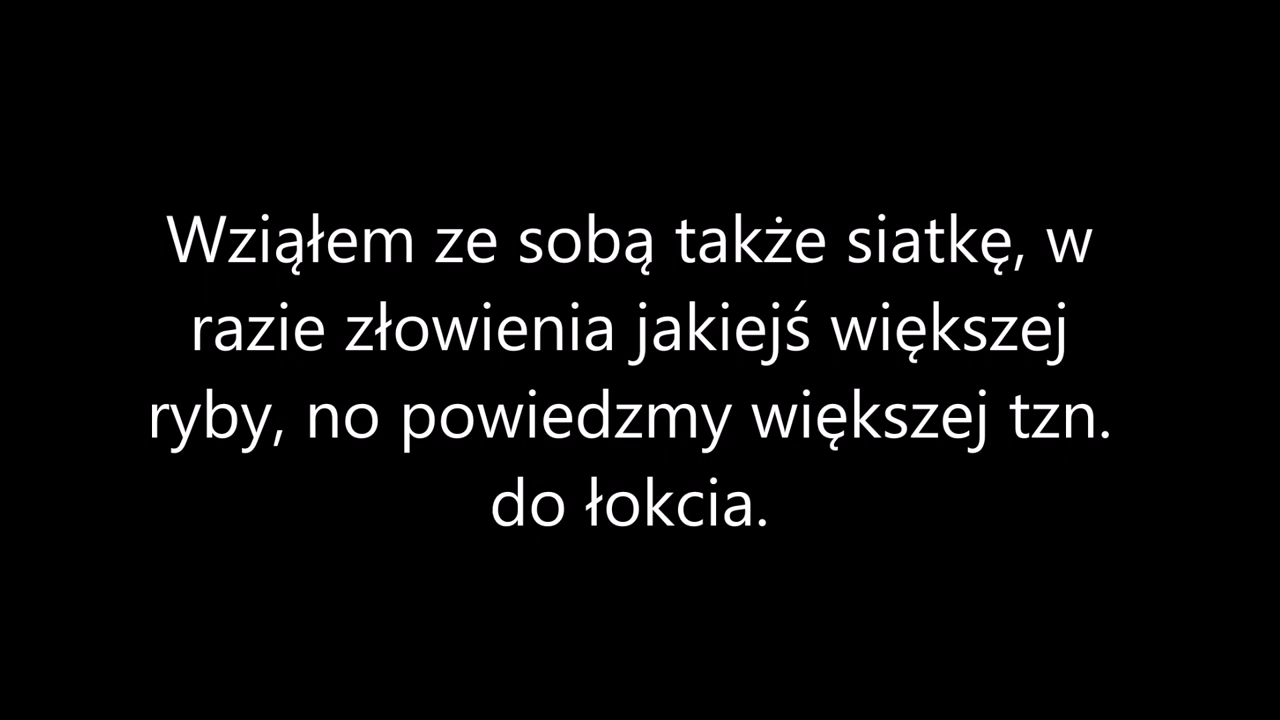 Wziąłem ze sobą także siatkę, w
razie złowienia jakiejś większej
ryby, no powiedzmy większej tzn.
do łokcia.